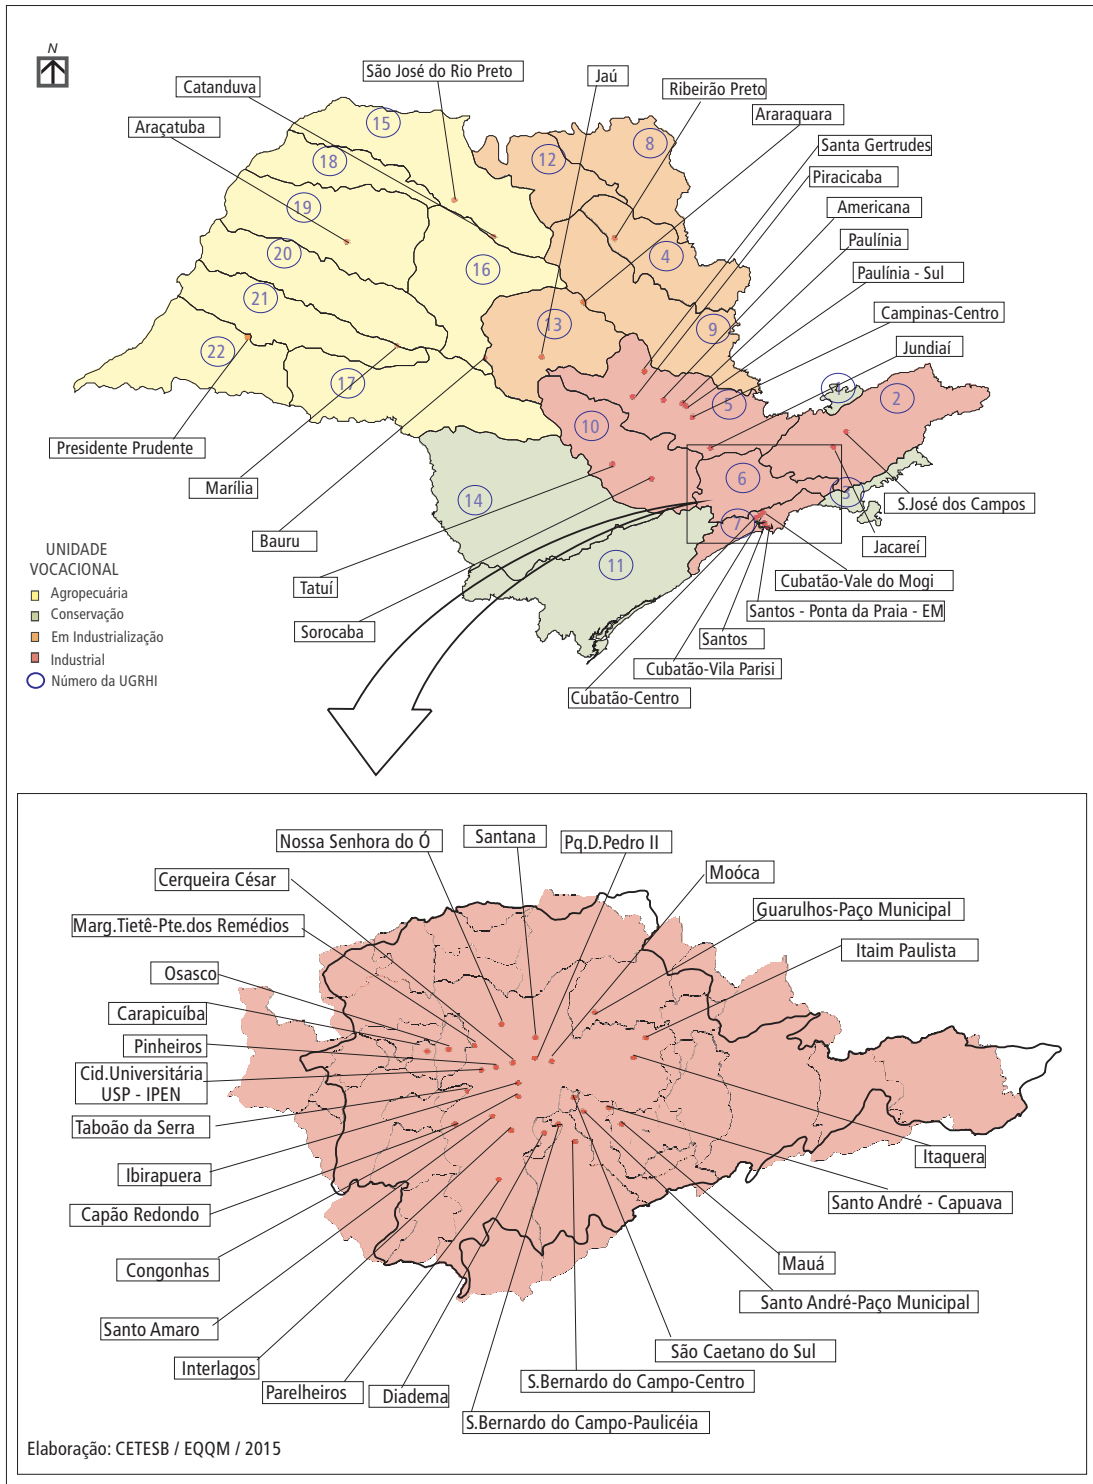 N
São José do Rio Preto
Jaú
Catanduva
Ribeirão Preto
Araçatuba
Araraquara
Santa Gertrudes
Piracicaba
Americana
Paulínia
Paulínia - Sul
Campinas-Centro
Jundiaí
15
18
19
20
21
22
17
16
12
8
4
9
13
5
10
1
2
3
6
7
14
11
Presidente Prudente
Marília
Bauru
Tatuí
Sorocaba
S.José dos Campos
Jacareí
Cubatão-Vale do Mogi
Santos - Ponta da Praia - EM
Santos
Cubatão-Vila Parisi
Cubatão-Centro
UNIDADE
VOCACIONAL
Agropecuária
Conservação
Em Industrialização
Industrial
Número da UGRHI
Nossa Senhora do Ó
Santana
Pq.D.Pedro II
Cerqueira César
Moóca
Marg.Tietê-Pte.dos Remédios
Guarulhos-Paço Municipal
Itaim Paulista
Osasco
Carapicuíba
Pinheiros
Cid.Universitária
USP - IPEN
Taboão da Serra
Ibirapuera
Capão Redondo
Congonhas
Santo Amaro
Interlagos
Parelheiros
Diadema
S.Bernardo do Campo-Paulicéia
S.Bernardo do Campo-Centro
São Caetano do Sul
Santo André-Paço Municipal
Mauá
Santo André - Capuava
Itaquera
Elaboração: CETESB / EQQM / 2015